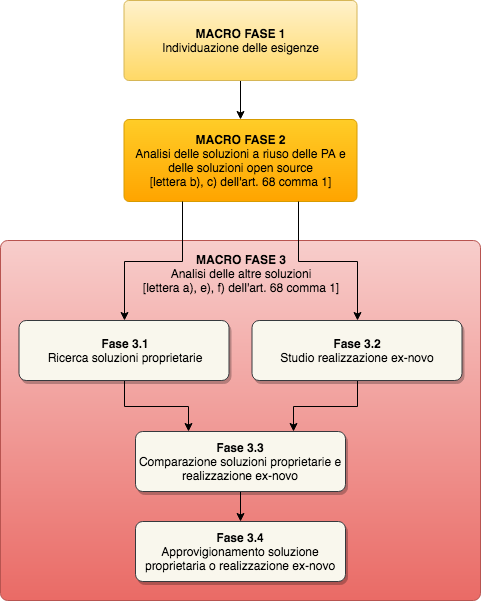 MACRO FASE 1
Individuazione delle esigenze
MACRO FASE 2
Analisi delle soluzioni a riuso delle PA e
delle soluzioni open source
[lettera b), c) dell'art. 68 comma 1]
MACRO FASE 3
Analisi delle altre soluzioni
[lettera a), e), f) dell'art. 68 comma 1]
Fase 3.1
Ricerca soluzioni proprietarie
Fase 3.2
Studio realizzazione ex-novo
Fase 3.3
Comparazione soluzioni proprietarie e
realizzazione ex-novo
Fase 3.4
Approvigionamento soluzione
proprietaria o realizzazione ex-novo